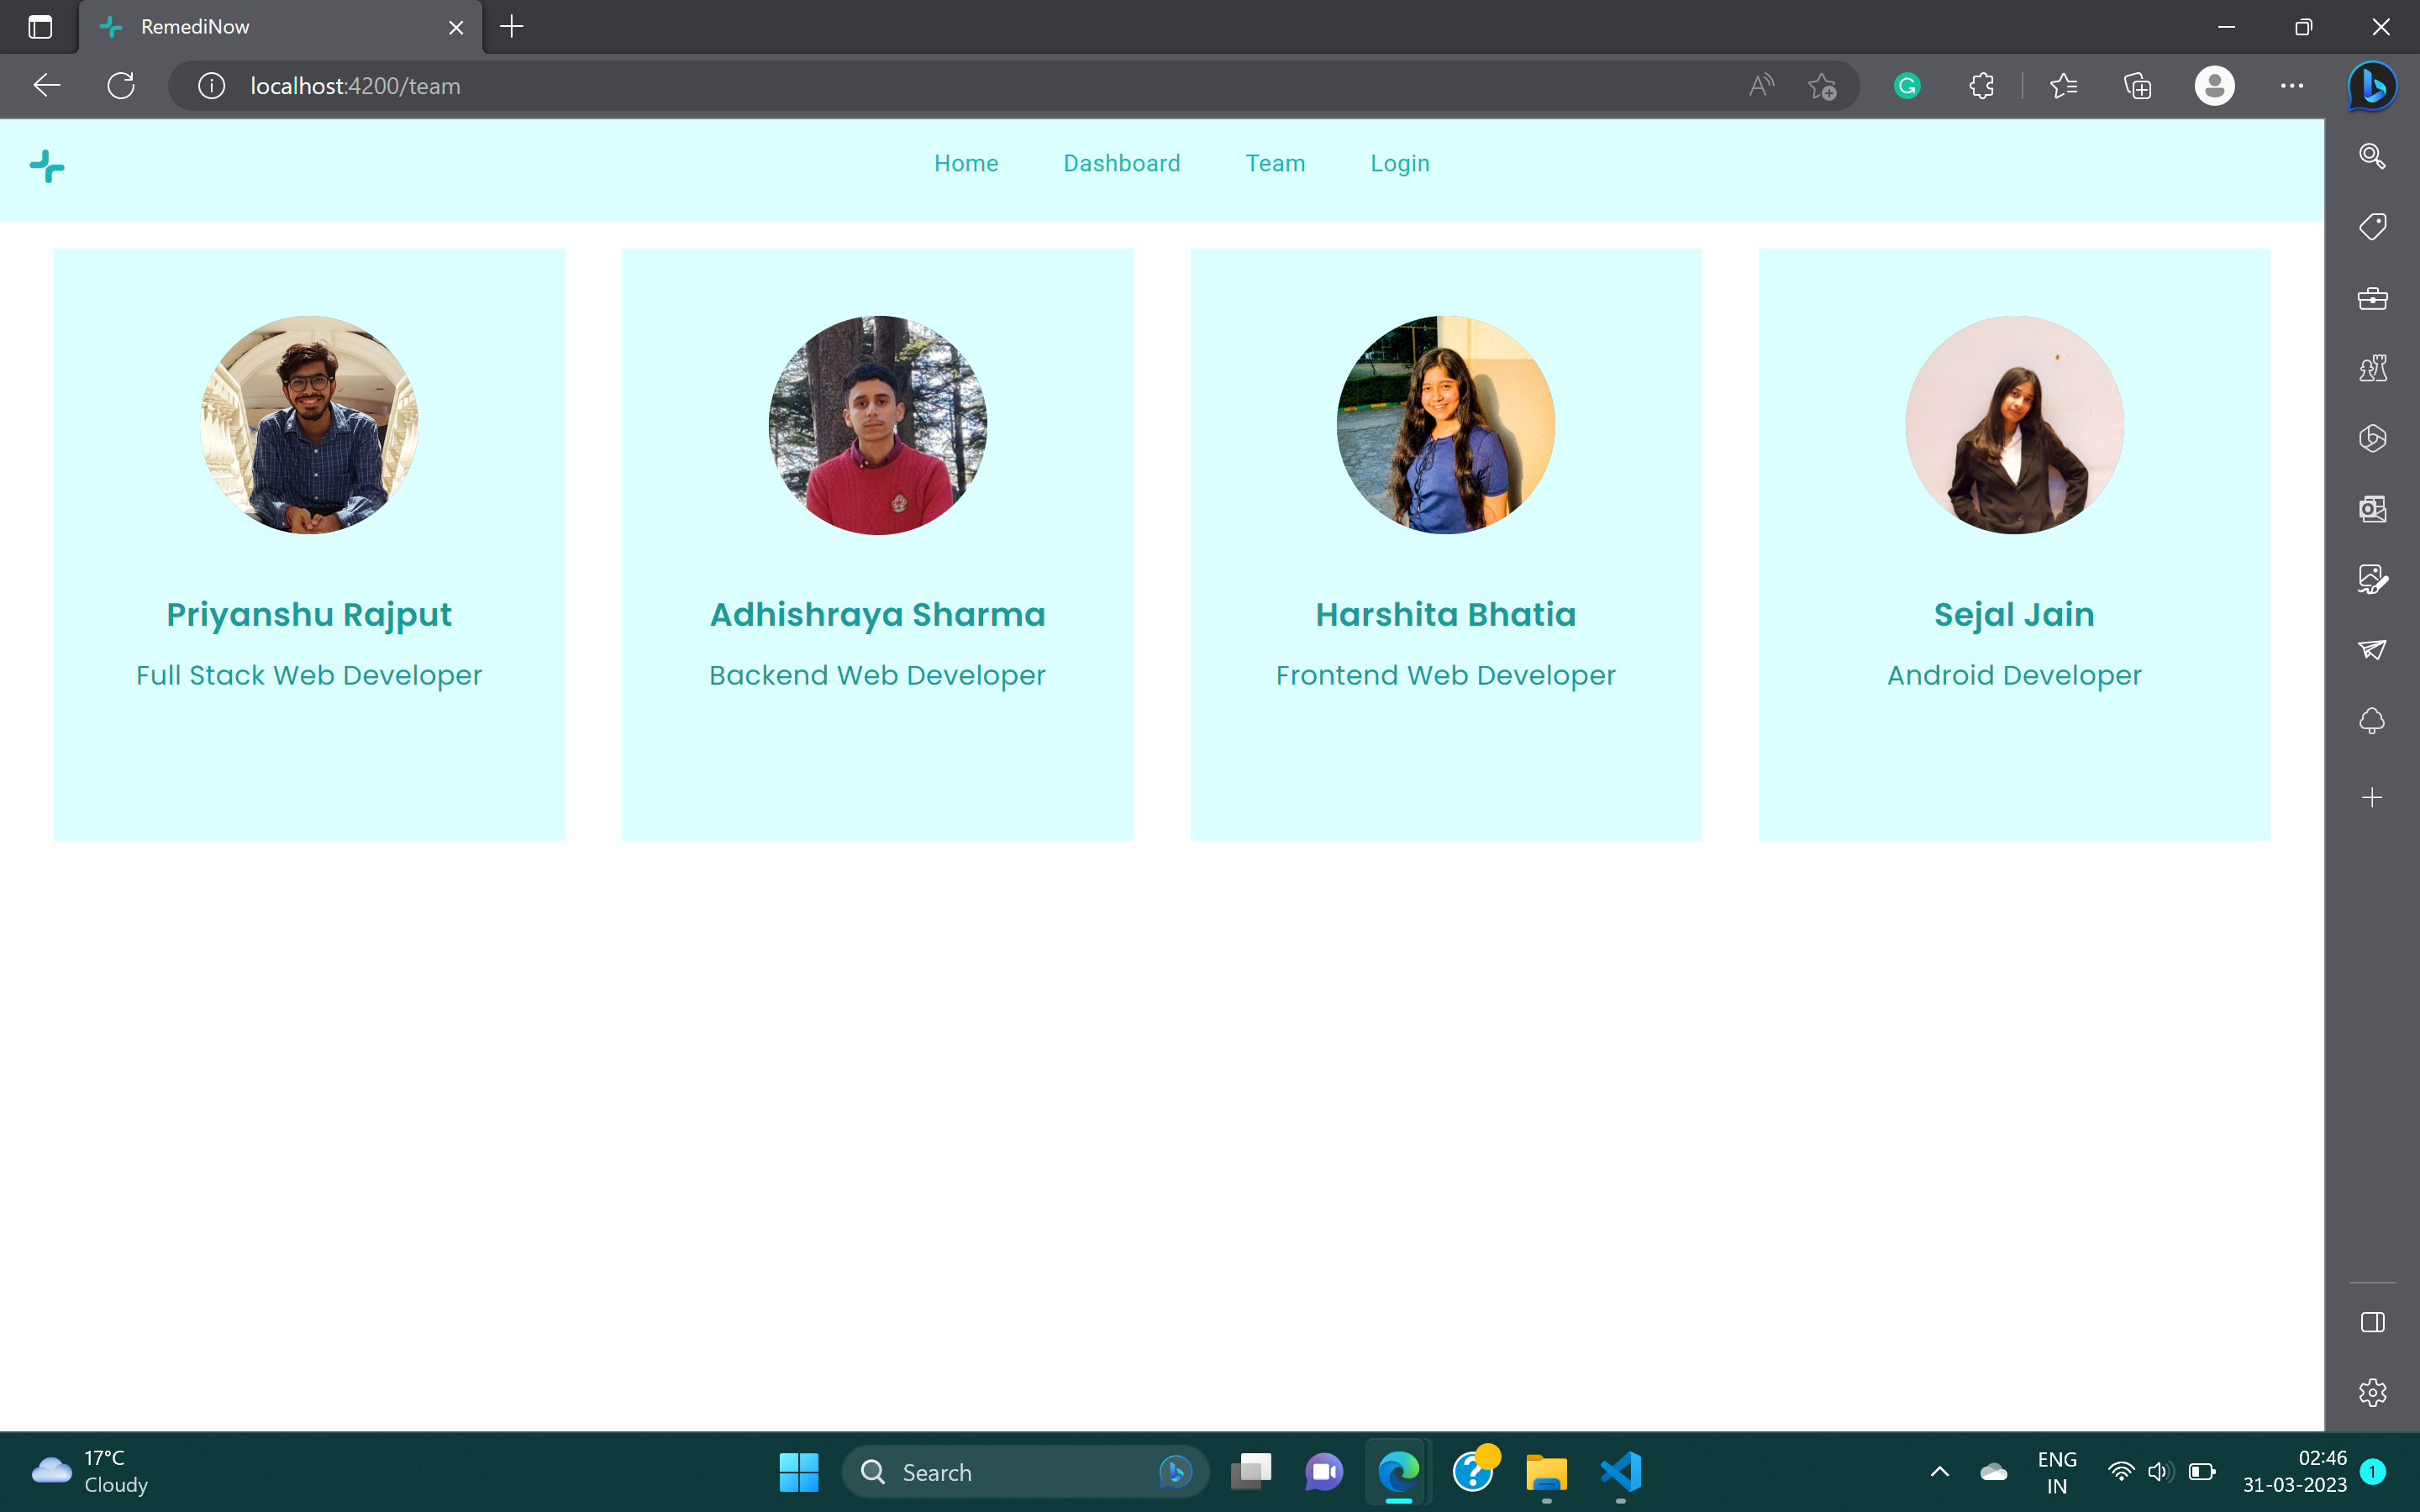 RemediNow
localhost:4200/team
Home Dashboard Team Login
Priyanshu Rajput
Full Stack Web Developer
Adhishraya Sharma
Backend Web Developer
Harshita Bhatia
Frontend Web Developer
Sejal Jain
Android Developer
17°C
Cloudy
Search
ENG
IN
02:46
31-03-2023
1